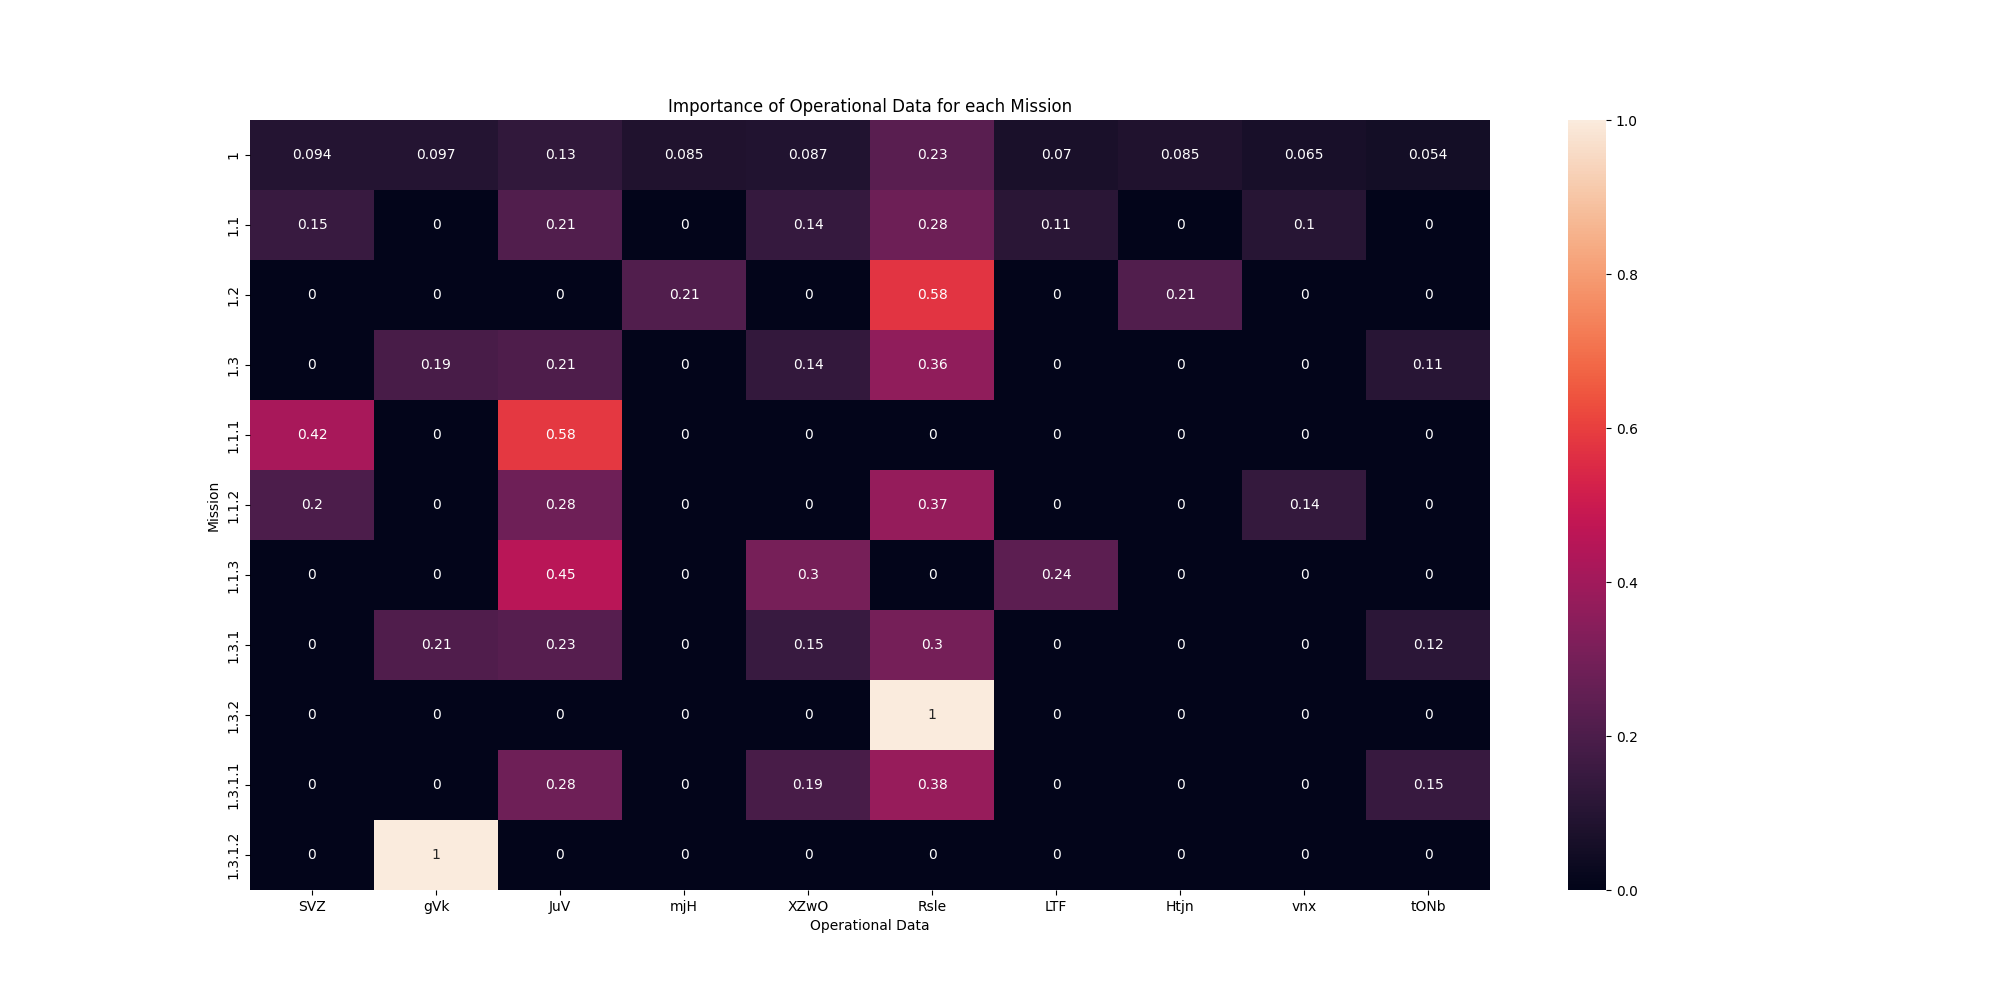 Importance of Operational Data for each Mission
1 0.094 0.097 0.13 0.085 0.087 0.23 0.07 0.085 0.065 0.054
1.1 0.15 0 0.21 0 0.14 0.28 0.11 0 0.1 0
1.2 0 0 0 0.21 0 0.58 0 0.21 0 0
1.3 0 0.19 0.21 0 0.14 0.36 0 0 0 0.11
1.1.1 0.42 0 0.58 0 0 0 0 0 0 0
1.1.2 0.2 0 0.28 0 0 0.37 0 0 0.14 0
1.1.3 0 0 0.45 0 0.3 0 0.24 0 0 0
1.3.1 0 0.21 0.23 0 0.15 0.3 0 0 0 0.12
1.3.2 0 0 0 0 0 1 0 0 0 0
1.3.1.1 0 0 0.28 0 0.19 0.38 0 0 0 0.15
1.3.1.2 0 1 0 0 0 0 0 0 0 0
SVZ gVk JuV mjH XZwO Rsle LTF Htjn vnx tONb
Operational Data
Mission
1.0
0.8
0.6
0.4
0.2
0.0